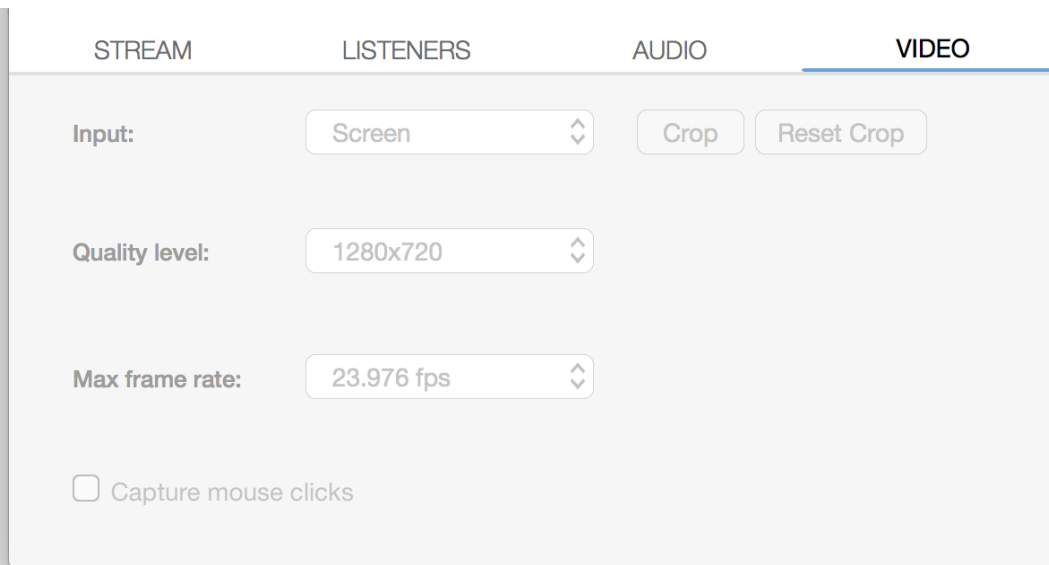 STREAM LISTENERS AUDIO VIDEO
Input: Screen Crop Reset Crop
Quality level: 1280x720
Max frame rate: 23.976 fps
Capture mouse clicks